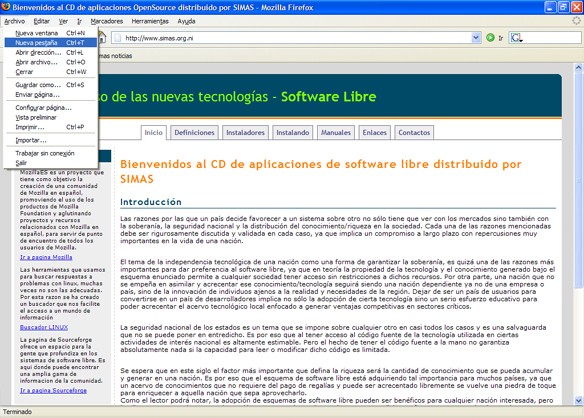 Bienvenidos al CD de aplicaciones OpenSource distribuido por SIMAS - Mozilla Firefox
Archivo Editar Ver Ir Marcadores Herramientas Ayuda
Nueva ventana Ctrl+N
Nueva pestaña Ctrl+T
Abrir dirección... Ctrl+L
Abrir archivo... Ctrl+O
Cerrar Ctrl+W
Guardar como... Ctrl+S
Enviar página...
Configurar página...
Vista preliminar
Imprimir... Ctrl+P
Importar...
Trabajar sin conexión
Salir
http://www.simas.org.ni
Ir
mas noticias
so de las nuevas tecnologías - Software Libre
Inicio Definiciones Instaladores Instalando Manuales Enlaces Contactos
MozillaES es un proyecto que
tiene como objetivo la
creación de una comunidad
de Mozilla en español,
promoviendo el uso de los
productos de Mozilla
Foundation y aglutinando
proyectos y recursos
relacionados con Mozilla en
español, para servir de punto
de encuentro de todos los
usuarios de Mozilla.
Ir a pagina Mozilla
Las herramientas que usamos
para buscar respuestas a
problemas con linux, muchas
veces no son las adecuadas.
Por esta razon se ha creado
un buscador que nos facilite
el acceso a un mundo de
información
Buscador LINUX
La pagina de Sourceforge
ofrece un espacio para la
gente que profundiza en los
sistemas de software libre. Es
aqui donde puede encontrar
una amplia gama de
informacion de la comunidad.
Ir a pagina Sourceforge
Bienvenidos al CD de aplicaciones de software libre distribuido por
SIMAS
Introducción
Las razones por las que un país decide favorecer a un sistema sobre otro no sólo tiene que ver con los mercados sino también con
la soberanía, la seguridad nacional y la distribución del conocimiento/riqueza en la sociedad. Cada una de las razones mencionadas
debe ser rigurosamente discutida y validada en cada caso, ya que implica un compromiso a largo plazo con repercusiones muy
importantes en la vida de una nación.
El tema de la independencia tecnológica de una nación como una forma de garantizar la soberanía, es quizá una de las razones más
importantes para dar preferencia al software libre, ya que en teoría la propiedad de la tecnología y el conocimiento generado bajo el
esquema enunciado permite a cualquier sociedad tener acceso sin restricciones a dichos recursos. Por otra parte, una nación que no
se empeña en asimilar y acrecentar ese conocimiento/tecnología seguirá siendo una nación dependiente ya no de una empresa o
país, sino de la innovación de individuos ajenos a la realidad y necesidades de la región. Dejar de ser un país de usuarios para
convertirse en un país de desarrolladores implica no sólo la adopción de cierta tecnología sino un serio esfuerzo educativo para
poder acrecentar el acervo tecnológico local enfocado a generar ventajas competitivas en sectores críticos.
La seguridad nacional de los estados es un tema que se impone sobre cualquier otro en casi todos los casos y es una salvaguarda
que no se puede poner en entredicho. Es por eso que al tener acceso al código fuente de la tecnología utilizada en ciertas
actividades de interés nacional es altamente estimable. Pero el hecho de tener el código fuente a la mano no garantiza
absolutamente nada si la capacidad para leer o modificar dicho código es limitada.
Se espera que en este siglo el factor más importante que defina la riqueza será la cantidad de conocimiento que se pueda acumular
y generar en una nación. Es por eso que el esquema de software libre está adquiriendo tal importancia para muchos países, ya que
un acervo de conocimientos que no requiere del pago de regalías y puede ser acrecentado libremente se vuelve una piedra de toque
para enriquecer a aquella nación que sepa aprovecharlo.
Como el lector podrá notar, la adopción de esquemas de software libre pueden ser benéficos para cualquier nación interesada, pero
Terminado